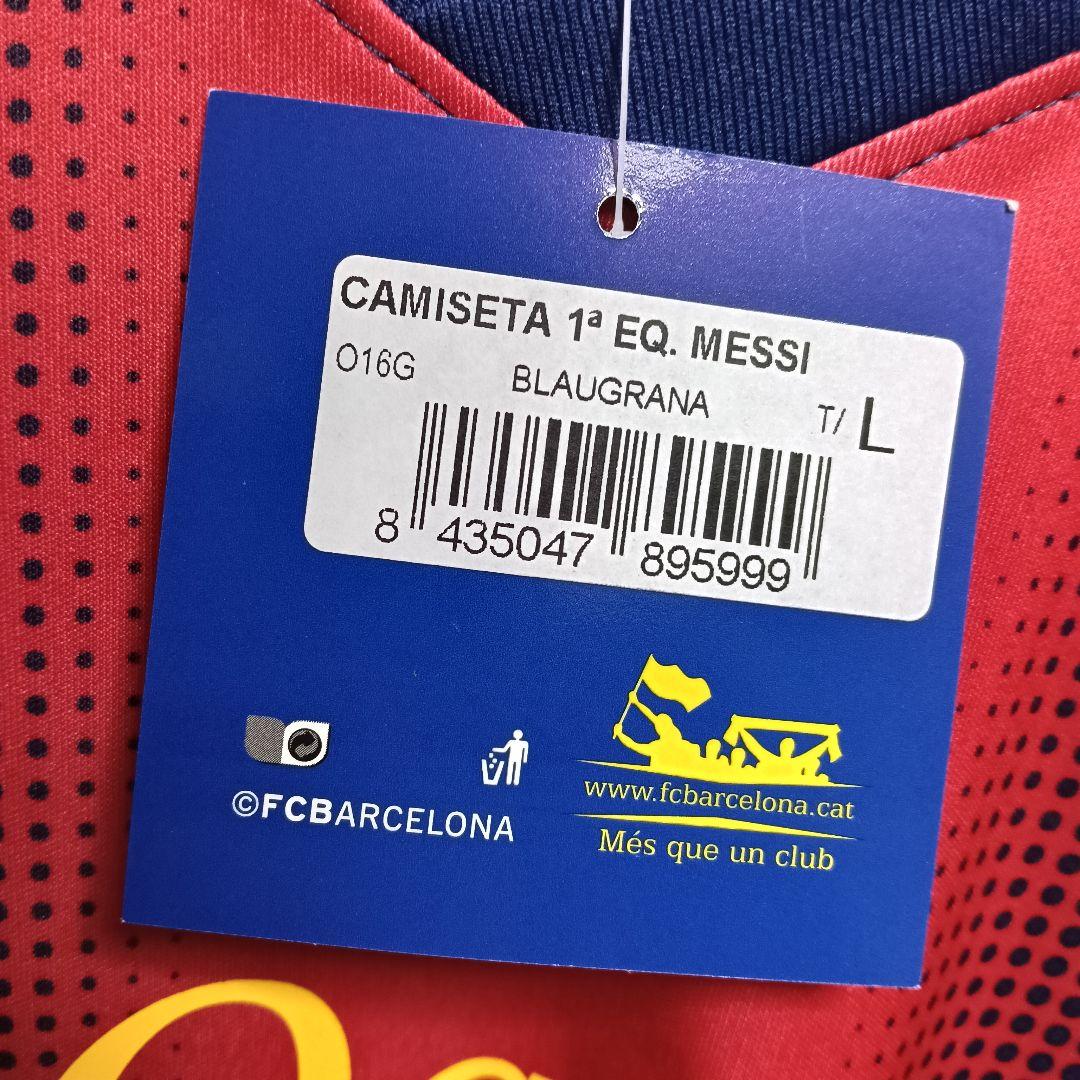 CAMISETA 1ª EQ. MESSI
O16G BLAUGRANA T/ L
8 435047 895999
www.fcbarcelona.cat
©FCBARCELONA
Més que un club